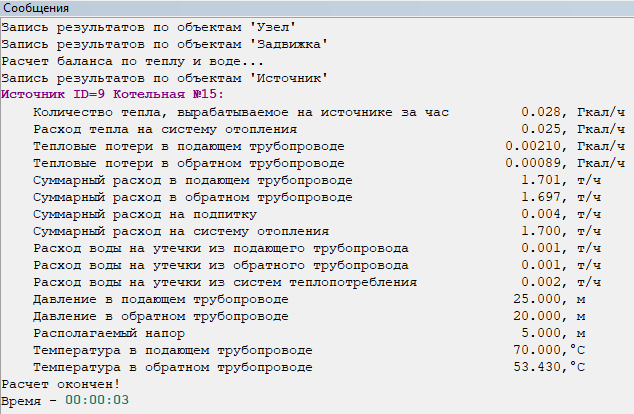 Сообщения
Запись результатов по объектам 'Узел'
Запись результатов по объектам 'Задвижка'
Расчет баланса по теплу и воде...
Запись результатов по объектам 'Источник'
Источник ID=9 Котельная №15:
Количество тепла, вырабатываемое на источнике за час 0.028, Гкал/ч
Расход тепла на систему отопления 0.025, Гкал/ч
Тепловые потери в подающем трубопроводе 0.00210, Гкал/ч
Тепловые потери в обратном трубопроводе 0.00089, Гкал/ч
Суммарный расход в подающем трубопроводе 1.701, т/ч
Суммарный расход в обратном трубопроводе 1.697, т/ч
Суммарный расход на подпитку 0.004, т/ч
Суммарный расход на систему отопления 1.700, т/ч
Расход воды на утечки из подающего трубопровода 0.001, т/ч
Расход воды на утечки из обратного трубопровода 0.001, т/ч
Расход воды на утечки из систем теплопотребления 0.002, т/ч
Давление в подающем трубопроводе 25.000, м
Давление в обратном трубопроводе 20.000, м
Располагаемый напор 5.000, м
Температура в подающем трубопроводе 70.000,°C
Температура в обратном трубопроводе 53.430,°C
Расчет окончен!
Время - 00:00:03